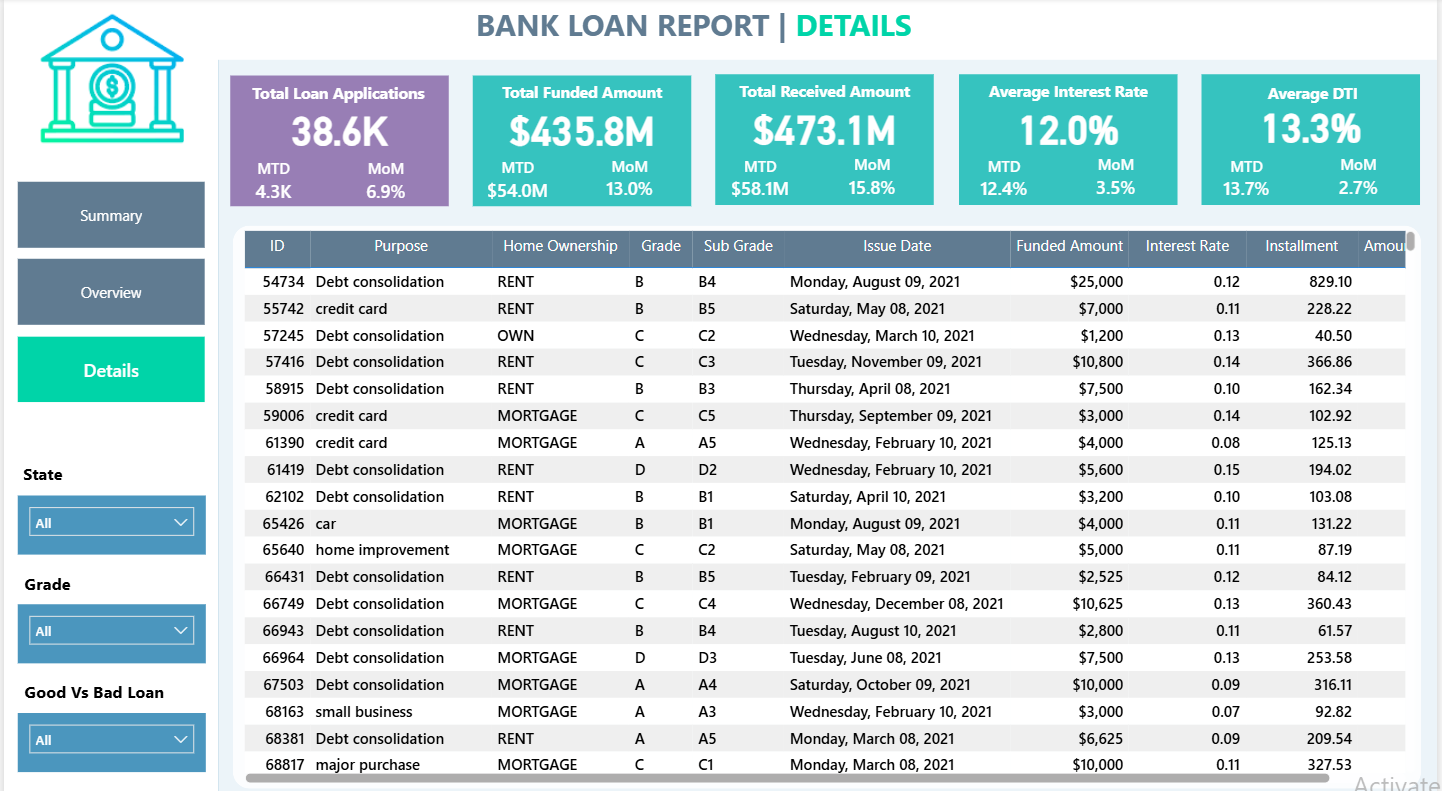 BANK LOAN REPORT | DETAILS
Total Loan Applications
38.6K
MTD MoM
4.3K 6.9%
Total Funded Amount
$435.8M
MTD MoM
$54.0M 13.0%
Total Received Amount
$473.1M
MTD MoM
$58.1M 15.8%
Average Interest Rate
12.0%
MTD MoM
12.4% 3.5%
Average DTI
13.3%
MTD MoM
13.7% 2.7%
Summary
Overview
Details
State
All
Grade
All
Good Vs Bad Loan
All
ID Purpose Home Ownership Grade Sub Grade Issue Date Funded Amount Interest Rate Installment Amou
54734 Debt consolidation RENT B B4 Monday, August 09, 2021 $25,000 0.12 829.10
55742 credit card RENT B B5 Saturday, May 08, 2021 $7,000 0.11 228.22
57245 Debt consolidation OWN C C2 Wednesday, March 10, 2021 $1,200 0.13 40.50
57416 Debt consolidation RENT C C3 Tuesday, November 09, 2021 $10,800 0.14 366.86
58915 Debt consolidation RENT B B3 Thursday, April 08, 2021 $7,500 0.10 162.34
59006 credit card MORTGAGE C C5 Thursday, September 09, 2021 $3,000 0.14 102.92
61390 credit card MORTGAGE A A5 Wednesday, February 10, 2021 $4,000 0.08 125.13
61419 Debt consolidation RENT D D2 Wednesday, February 10, 2021 $5,600 0.15 194.02
62102 Debt consolidation RENT B B1 Saturday, April 10, 2021 $3,200 0.10 103.08
65426 car MORTGAGE B B1 Monday, August 09, 2021 $4,000 0.11 131.22
65640 home improvement MORTGAGE C C2 Saturday, May 08, 2021 $5,000 0.11 87.19
66431 Debt consolidation RENT B B5 Tuesday, February 09, 2021 $2,525 0.12 84.12
66749 Debt consolidation MORTGAGE C C4 Wednesday, December 08, 2021 $10,625 0.13 360.43
66943 Debt consolidation RENT B B4 Tuesday, August 10, 2021 $2,800 0.11 61.57
66964 Debt consolidation MORTGAGE D D3 Tuesday, June 08, 2021 $7,500 0.13 253.58
67503 Debt consolidation MORTGAGE A A4 Saturday, October 09, 2021 $10,000 0.09 316.11
68163 small business MORTGAGE A A3 Wednesday, February 10, 2021 $3,000 0.07 92.82
68381 Debt consolidation RENT A A5 Monday, March 08, 2021 $6,625 0.09 209.54
68817 major purchase MORTGAGE C C1 Monday, March 08, 2021 $10,000 0.11 327.53
Activate